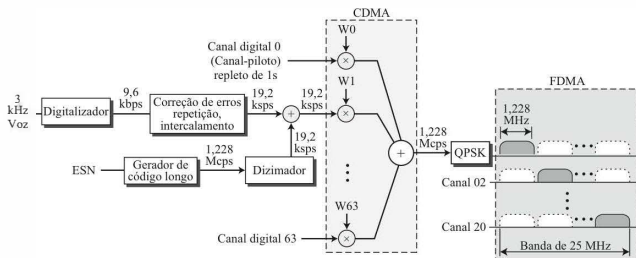 CDMA
W0
Canal digital 0
(Canal-piloto)
repleto de 1s
FDMA
3
kHz
Voz
Digitalizador
9,6
kbps
Correção de erros
repetição,
intercalamento
19,2
ksps
19,2
ksps
W1
1,228
MHz
ESN
Gerador de
código longo
1,228
Mcps
Dizimador
19,2
ksps
1,228
Mcps
QPSK
Canal 02
W63
Canal digital 63
Canal 20
Banda de 25 MHz